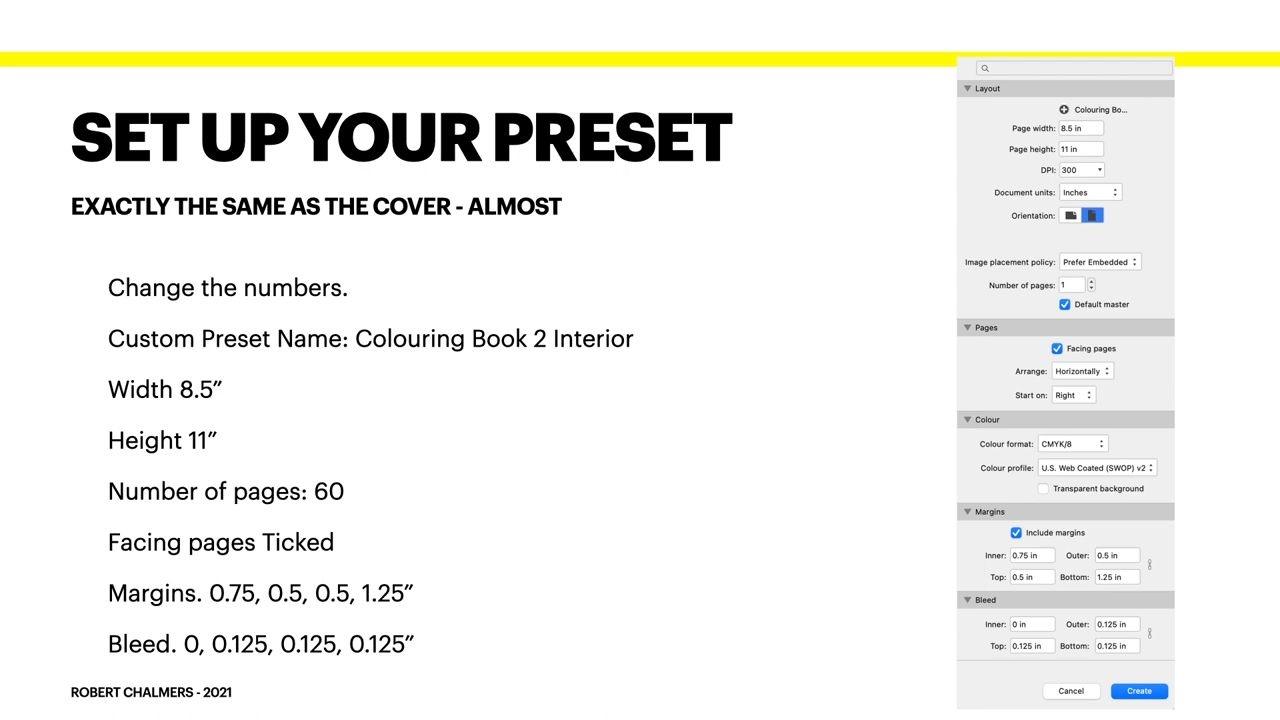 SET UP YOUR PRESET
EXACTLY THE SAME AS THE COVER - ALMOST
Change the numbers.
Custom Preset Name: Colouring Book 2 Interior
Width 8.5″
Height 11″
Number of pages: 60
Facing pages Ticked
Margins. 0.75, 0.5, 0.5, 1.25″
Bleed. 0, 0.125, 0.125, 0.125″
ROBERT CHALMERS - 2021
Layout
Colouring Bo...
Page width: 8.5 in
Page height: 11 in
DPI: 300
Document units: Inches
Orientation:
Image placement policy: Prefer Embedded
Number of pages: 1
Default master
Pages
Facing pages
Arrange: Horizontally
Start on: Right
Colour
Colour format: CMYK/8
Colour profile: U.S. Web Coated (SWOP) v2
Transparent background
Margins
Include margins
Inner: 0.75 in Outer: 0.5 in
Top: 0.5 in Bottom: 1.25 in
Bleed
Inner: 0 in Outer: 0.125 in
Top: 0.125 in Bottom: 0.125 in
Cancel Create